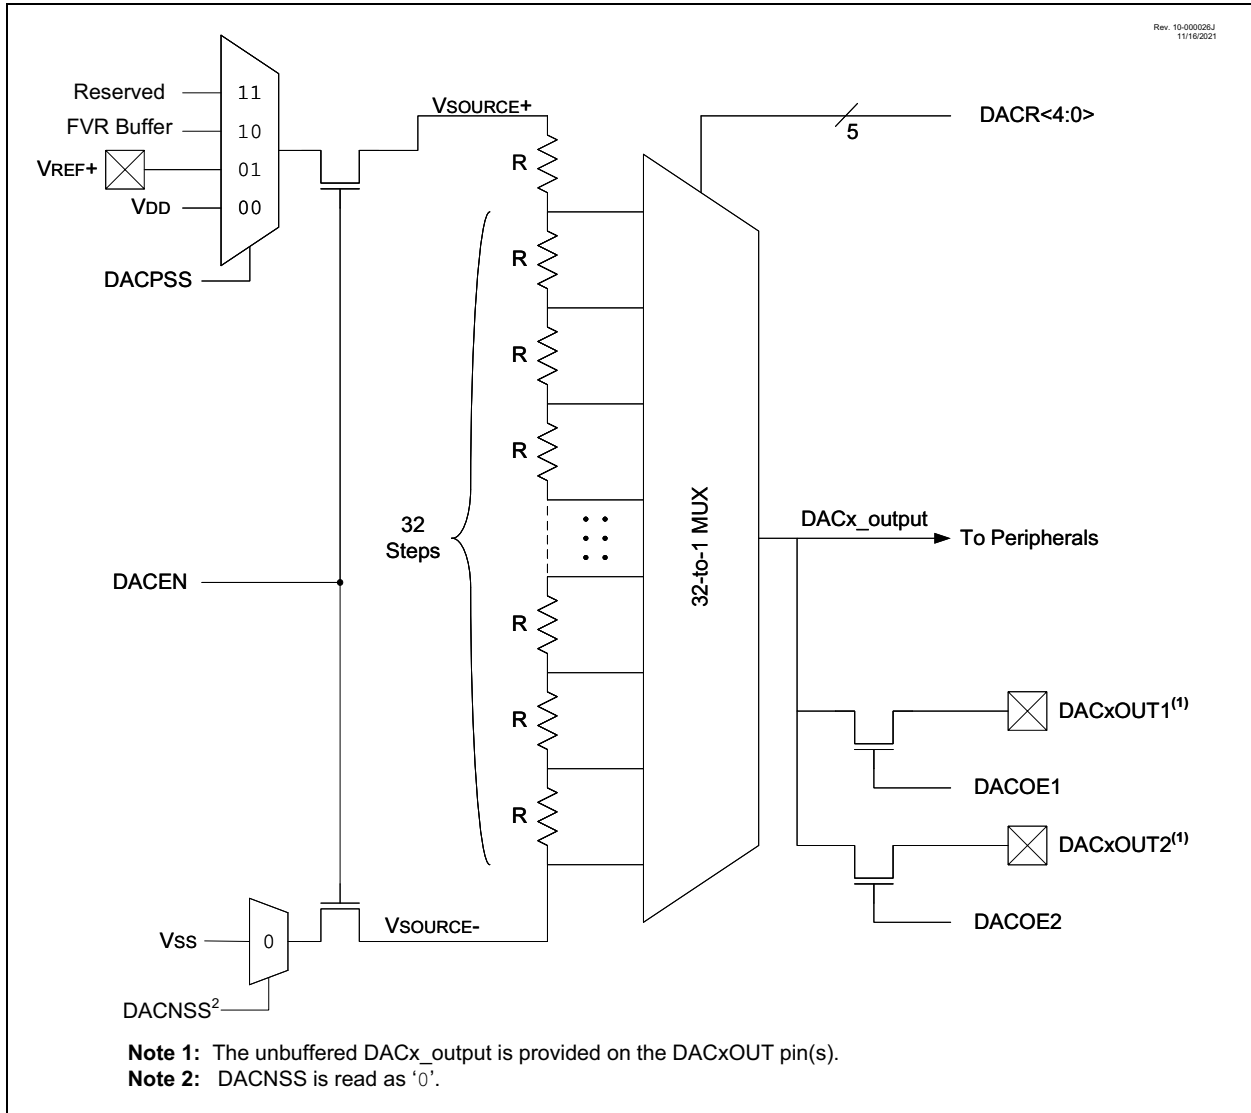 Rev. 10-000026J
11/16/2021
Reserved
11
FVR Buffer
10
VREF+
01
VDD
00
DACPSS
VSOURCE+
R
R
R
R
32
Steps
R
R
R
DACEN
32-to-1 MUX
5
DACR<4:0>
DACx_output
To Peripherals
DACxOUT1(1)
DACOE1
DACxOUT2(1)
DACOE2
VSOURCE-
Vss
0
DACNSS2
Note 1: The unbuffered DACx_output is provided on the DACxOUT pin(s).
Note 2: DACNSS is read as ‘0’.